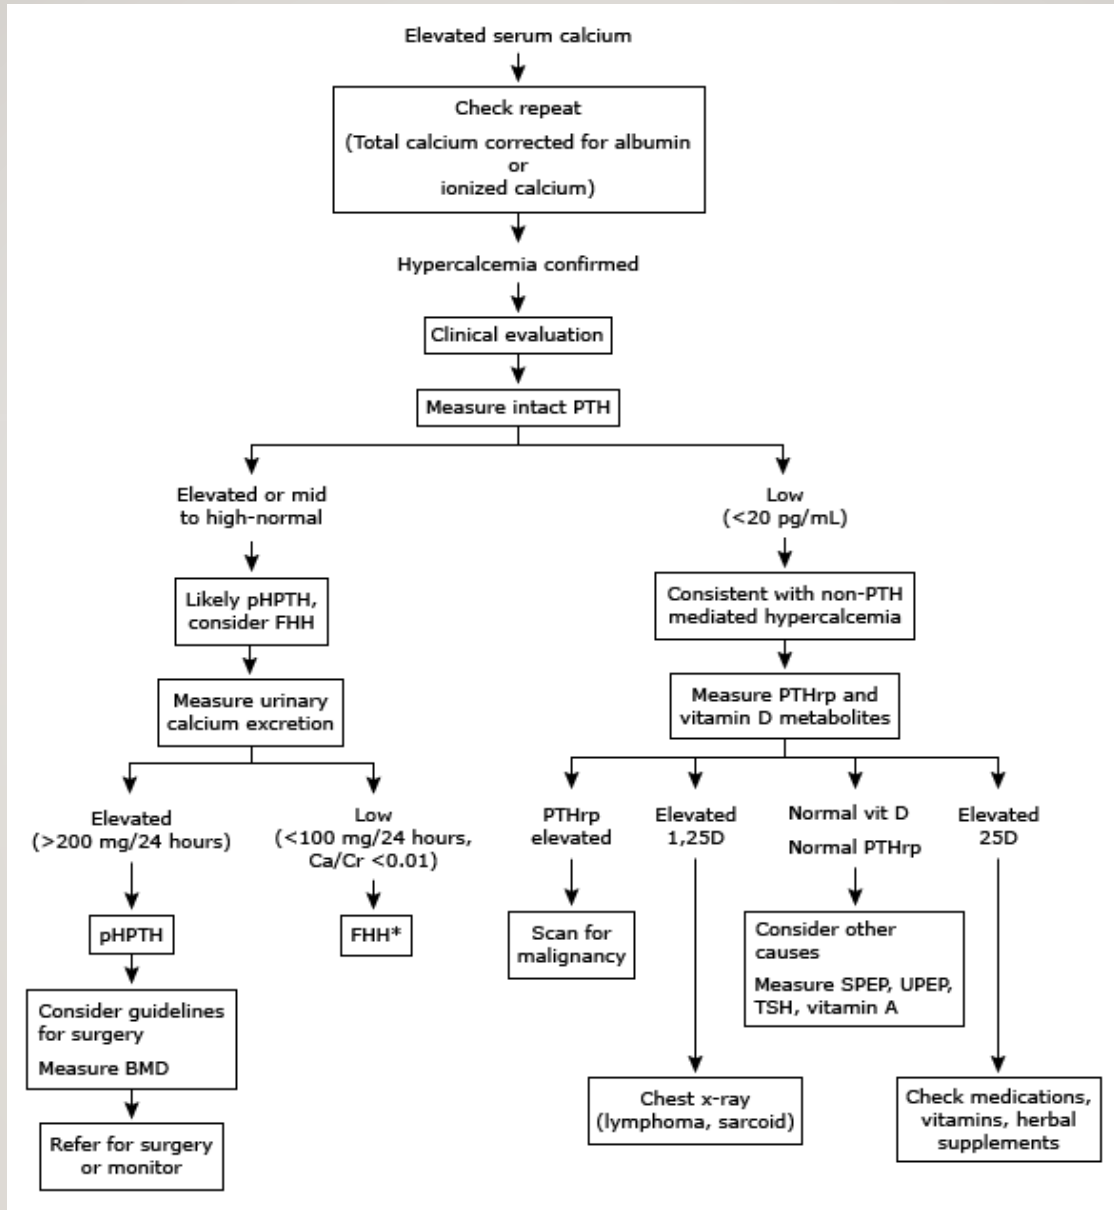 Elevated serum calcium
Check repeat
(Total calcium corrected for albumin
or
ionized calcium)
Hypercalcemia confirmed
Clinical evaluation
Measure intact PTH
Elevated or mid
to high-normal
Low
(<20 pg/mL)
Likely pHPTH,
consider FHH
Consistent with non-PTH
mediated hypercalcemia
Measure urinary
calcium excretion
Measure PTHrp and
vitamin D metabolites
Elevated
(>200 mg/24 hours)
Low
(<100 mg/24 hours,
Ca/Cr <0.01)
PTHrp
elevated
Elevated
1,25D
Normal vit D
Normal PTHrp
Elevated
25D
pHPTH
FHH*
Scan for
malignancy
Consider other
causes
Measure SPEP, UPEP,
TSH, vitamin A
Consider guidelines
for surgery
Measure BMD
Chest x-ray
(lymphoma, sarcoid)
Check medications,
vitamins, herbal
supplements
Refer for surgery
or monitor